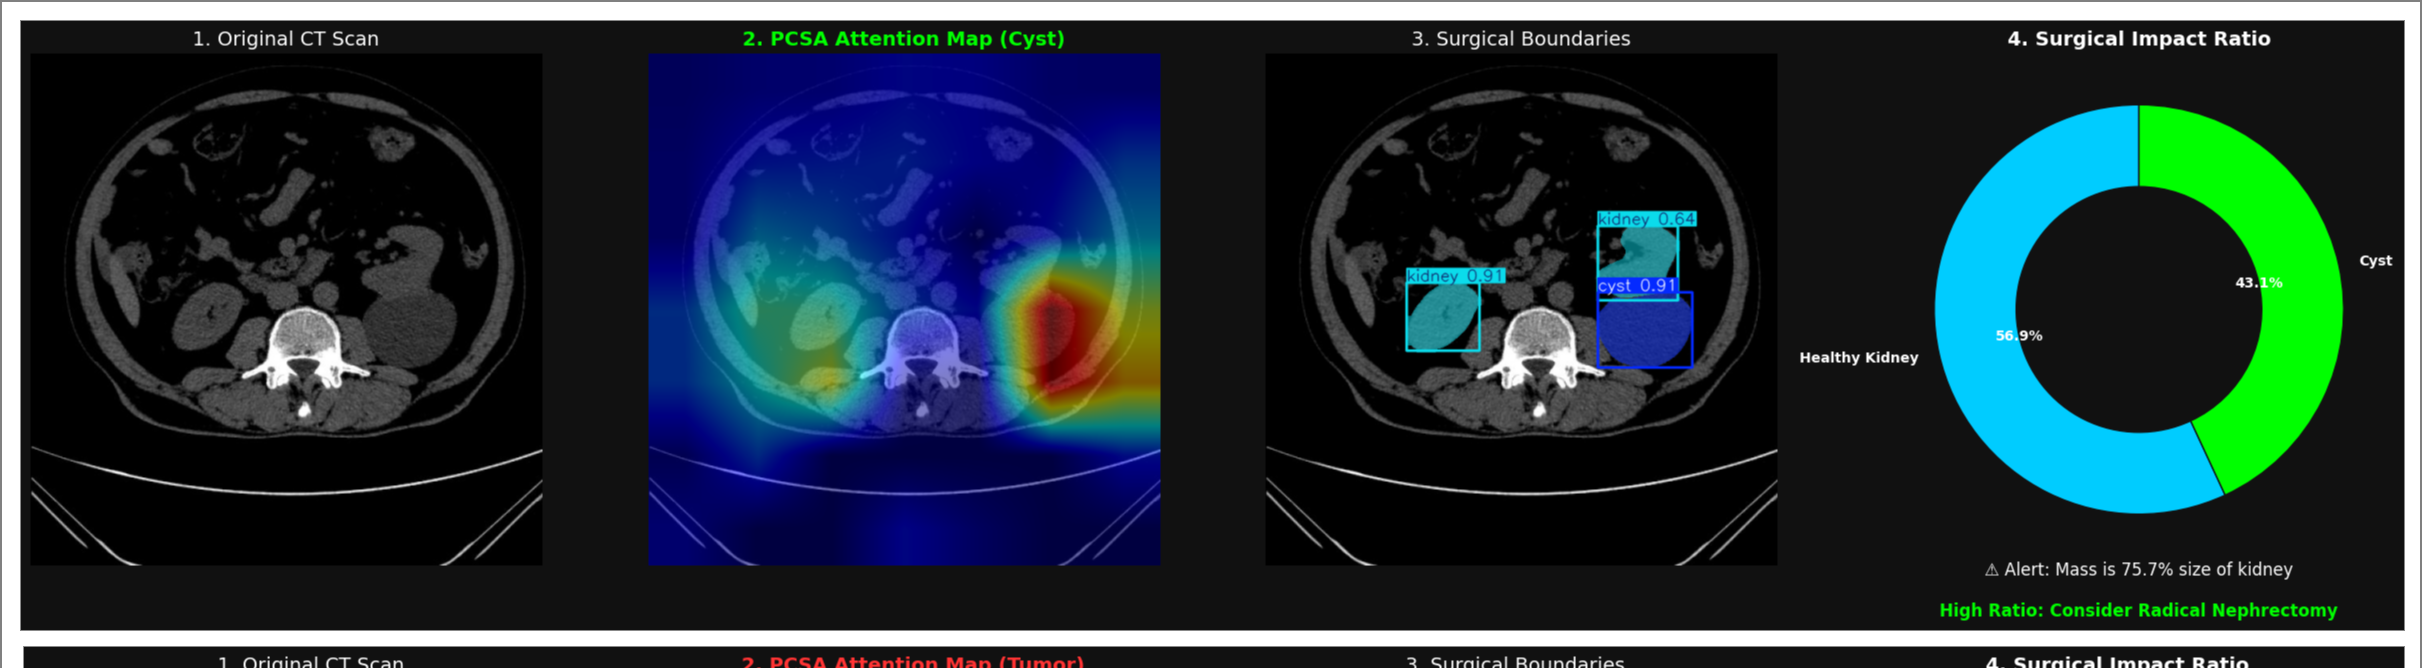 1. Original CT Scan
2. PCSA Attention Map (Cyst)
3. Surgical Boundaries
4. Surgical Impact Ratio
kidney 0.64
kidney 0.91
cyst 0.91
Cyst
43.1%
56.9%
Healthy Kidney
⚠ Alert: Mass is 75.7% size of kidney
High Ratio: Consider Radical Nephrectomy
1. Original CT Scan
2. PCSA Attention Map (Tumor)
3. Surgical Boundaries
4. Surgical Impact Ratio